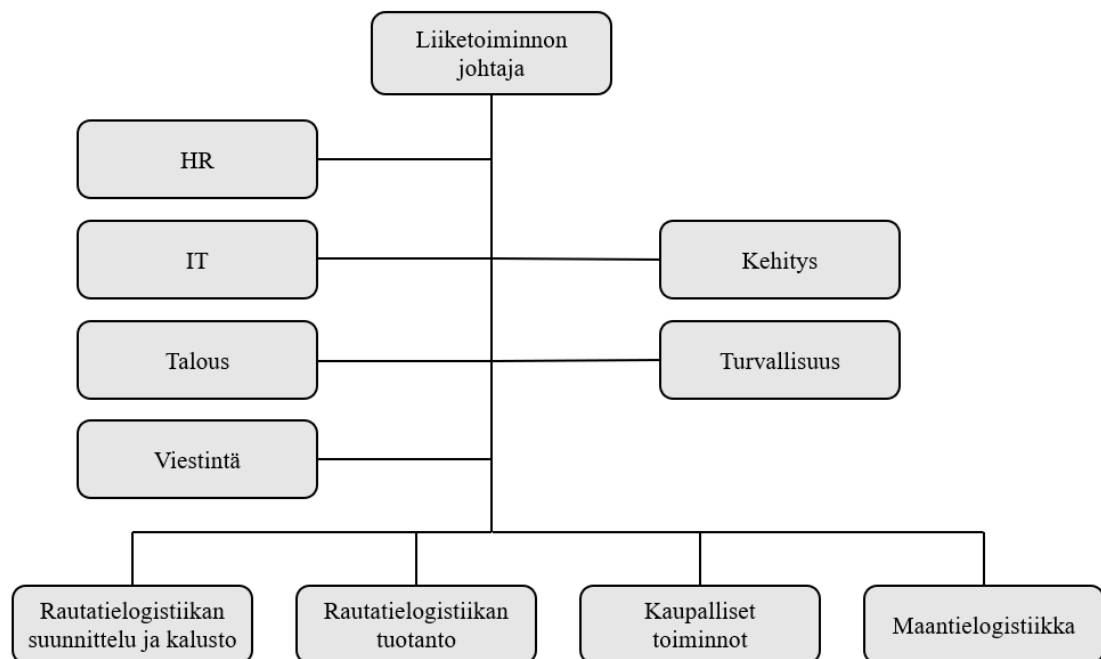 Liiketoiminnon
johtaja
HR
IT
Kehitys
Talous
Turvallisuus
Viestintä
Rautatielogistiikan
suunnittelu ja kalusto
Rautatielogistiikan
tuotanto
Kaupalliset
toiminnot
Maantielogistiikka